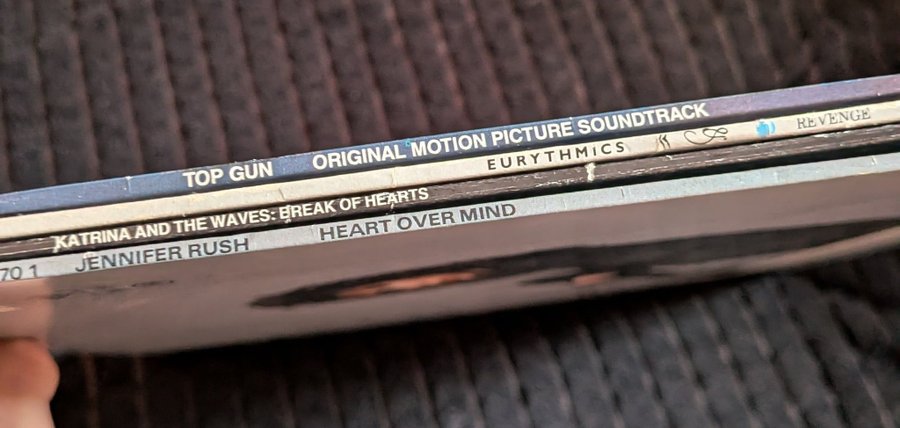 TOP GUN ORIGINAL MOTION PICTURE SOUNDTRACK
EURYTHMICS REVENGE
KATRINA AND THE WAVES: BREAK OF HEARTS
70 1 JENNIFER RUSH HEART OVER MIND